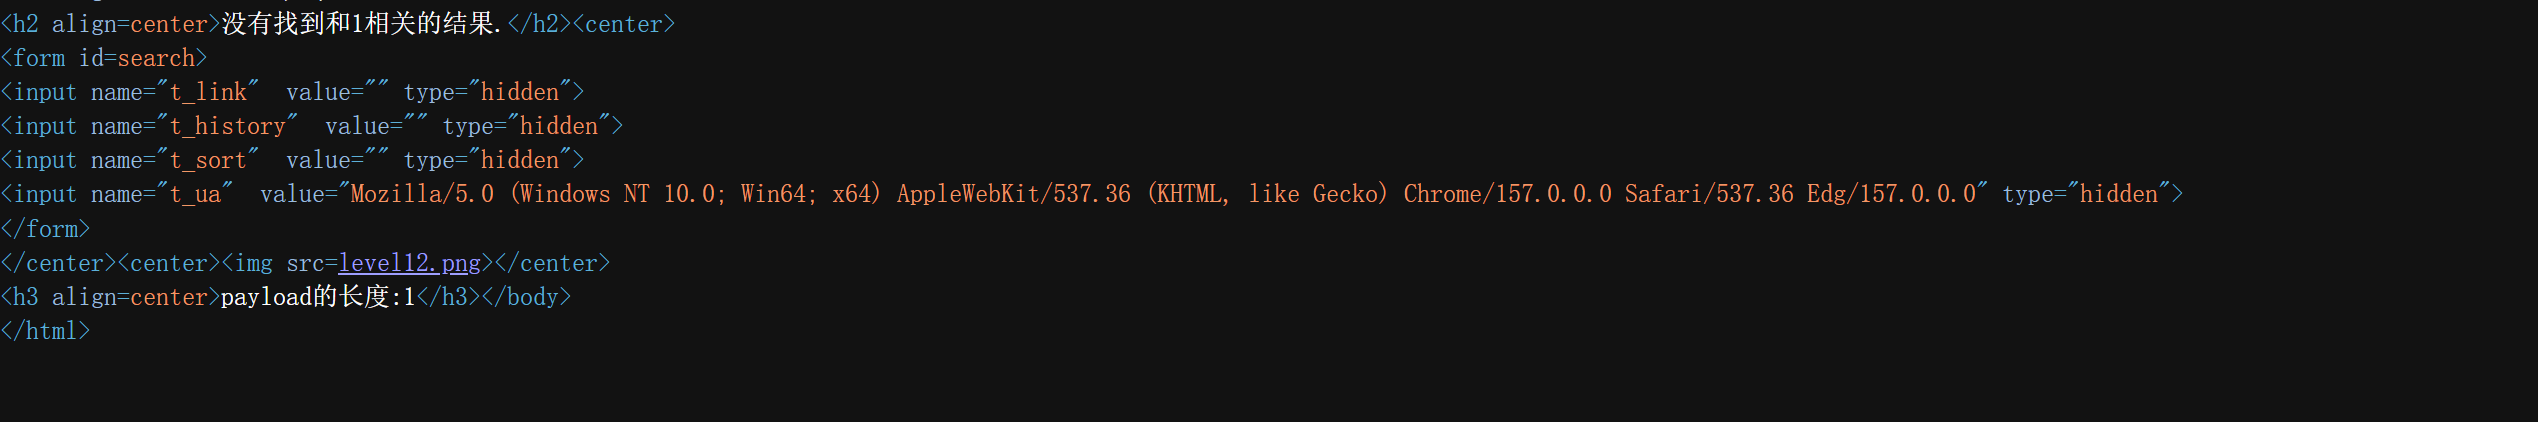 <h2 align=center>没有找到和1相关的结果.</h2><center>
<form id=search>
<input name="t_link"  value="" type="hidden">
<input name="t_history"  value="" type="hidden">
<input name="t_sort"  value="" type="hidden">
<input name="t_ua"  value="Mozilla/5.0 (Windows NT 10.0; Win64; x64) AppleWebKit/537.36 (KHTML, like Gecko) Chrome/157.0.0.0 Safari/537.36 Edg/157.0.0.0" type="hidden">
</form>
</center><center><img src=level12.png></center>
<h3 align=center>payload的长度:1</h3></body>
</html>